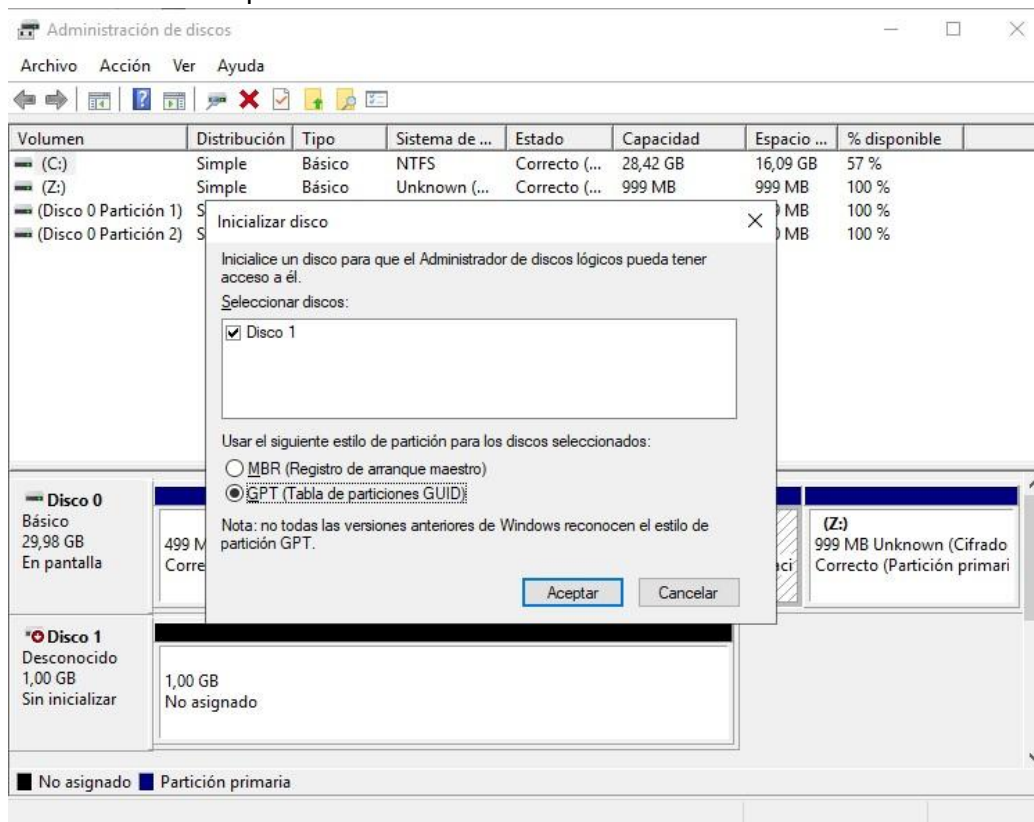 Administración de discos
Archivo Acción Ver Ayuda
Volumen Distribución Tipo Sistema de ... Estado Capacidad Espacio ... % disponible
(C:) Simple Básico NTFS Correcto (... 28,42 GB 16,09 GB 57 %
(Z:) Simple Básico Unknown (... Correcto (... 999 MB 999 MB 100 %
(Disco 0 Partición 1) S MB 100 %
(Disco 0 Partición 2) S MB 100 %
Inicializar disco
Inicialice un disco para que el Administrador de discos lógicos pueda tener
acceso a él.
Seleccionar discos:
Disco 1
Usar el siguiente estilo de partición para los discos seleccionados:
MBR (Registro de arranque maestro)
GPT (Tabla de particiones GUID)
Nota: no todas las versiones anteriores de Windows reconocen el estilo de
partición GPT.
Aceptar Cancelar
Disco 0
Básico
29,98 GB
En pantalla
499 M
Corre
(Z:)
999 MB Unknown (Cifrado
Correcto (Partición primari
Disco 1
Desconocido
1,00 GB
Sin inicializar
1,00 GB
No asignado
No asignado Partición primaria